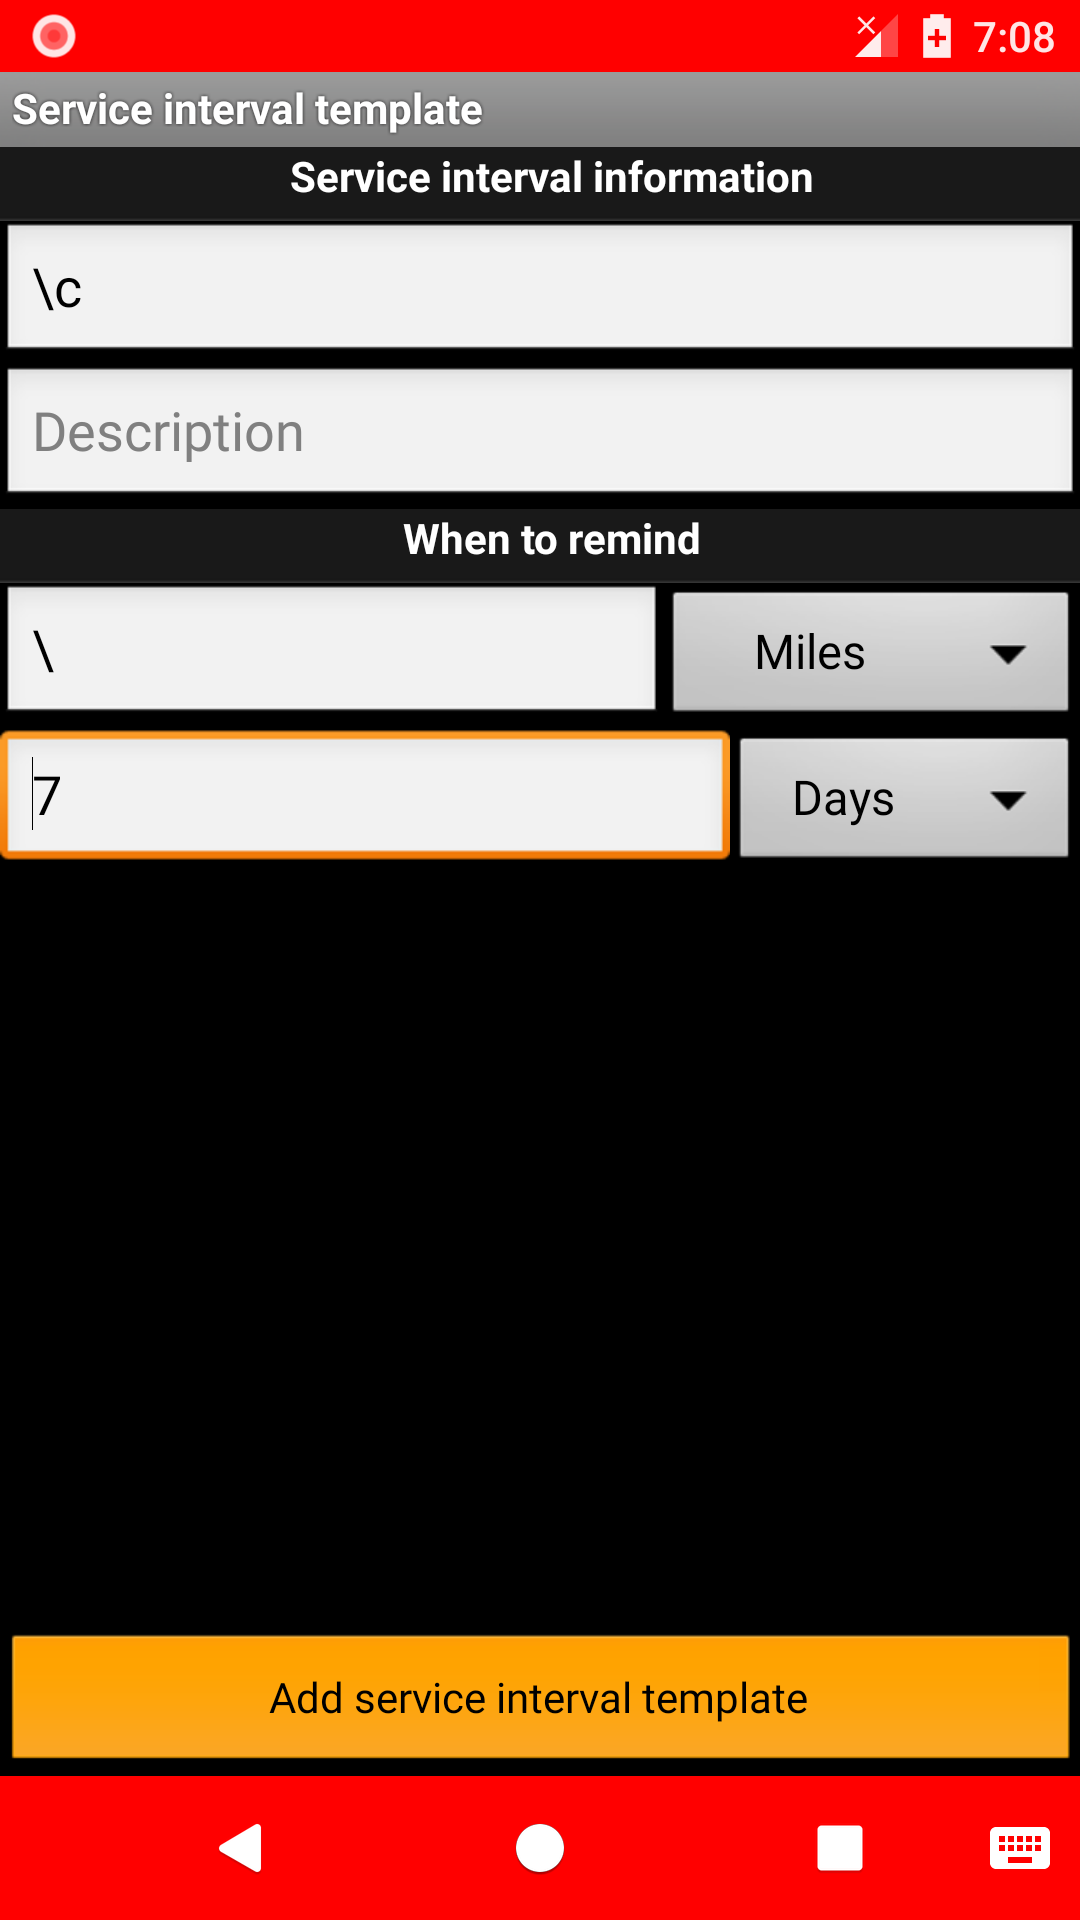 7:08
Service interval template
Service interval information
\c
Description
When to remind
\
Miles
7
Days
Add service interval template